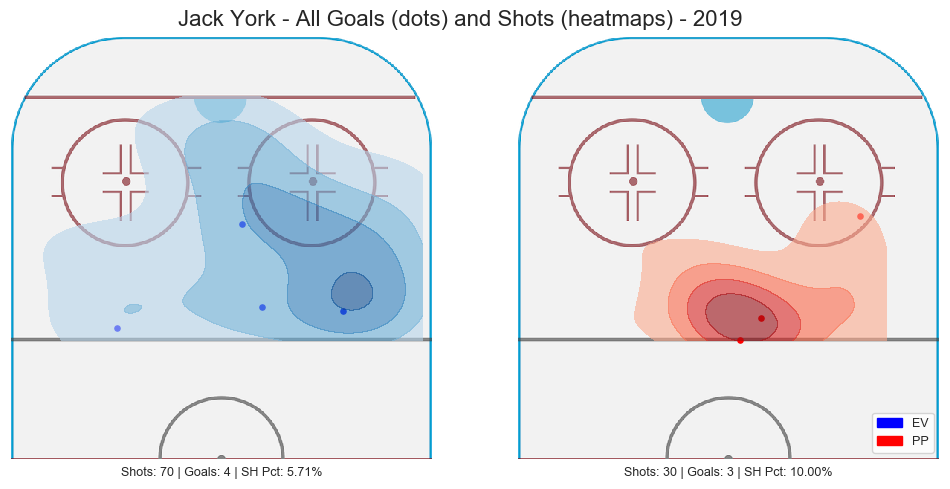 Jack York - All Goals (dots) and Shots (heatmaps) - 2019
EV
PP
Shots: 70 | Goals: 4 | SH Pct: 5.71%
Shots: 30 | Goals: 3 | SH Pct: 10.00%